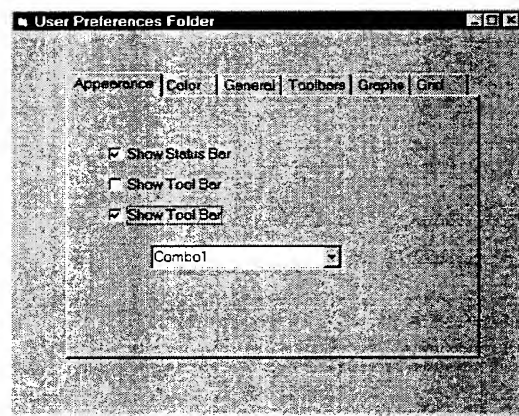 User Preferences Folder
Appearance Color General Toolbars Graphs Grid
Show Status Bar
Show Tool Bar
Show Tool Bar
Combo1